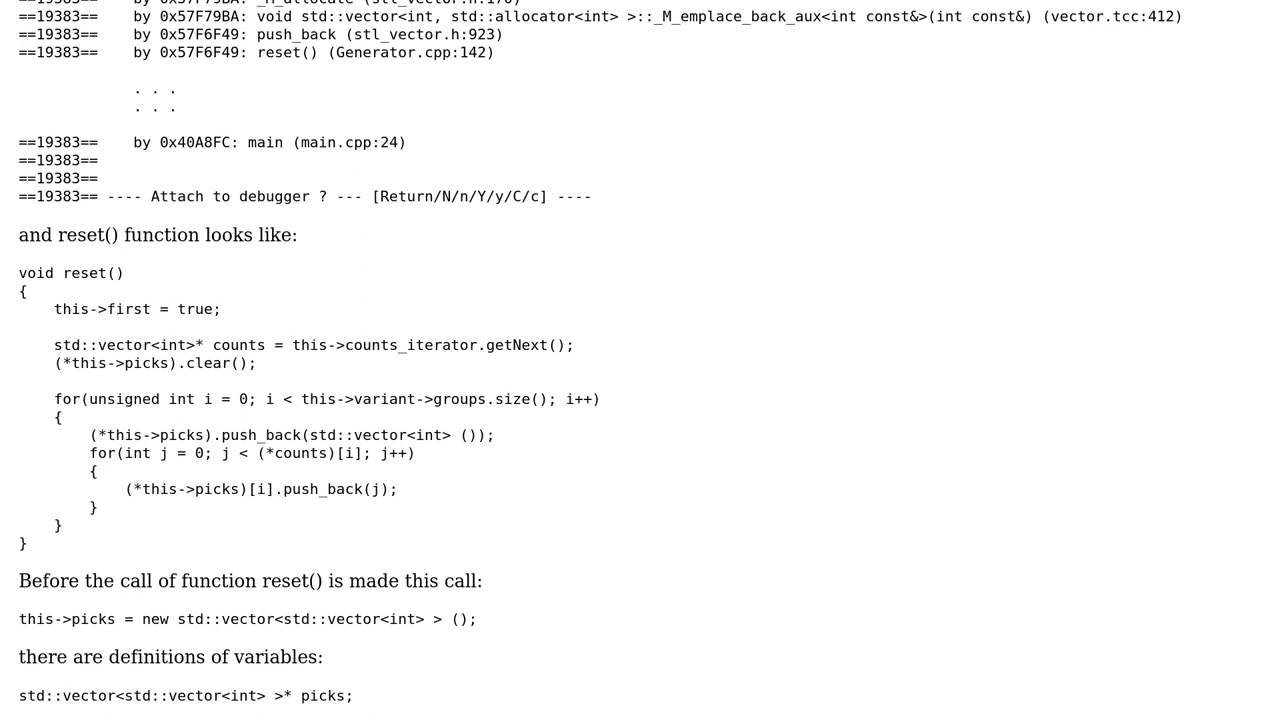 ==19383==    by 0x57F79BA: _M_allocate (stl_vector.h:170)
==19383==    by 0x57F79BA: void std::vector<int, std::allocator<int> >::_M_emplace_back_aux<int const&>(int const&) (vector.tcc:412)
==19383==    by 0x57F6F49: push_back (stl_vector.h:923)
==19383==    by 0x57F6F49: reset() (Generator.cpp:142)
. . .
. . .
==19383==    by 0x40A8FC: main (main.cpp:24)
==19383==
==19383==
==19383== ---- Attach to debugger ? --- [Return/N/n/Y/y/C/c] ----
and reset() function looks like:
void reset()
{
    this->first = true;
    std::vector<int>* counts = this->counts_iterator.getNext();
    (*this->picks).clear();
    for(unsigned int i = 0; i < this->variant->groups.size(); i++)
    {
        (*this->picks).push_back(std::vector<int> ());
        for(int j = 0; j < (*counts)[i]; j++)
        {
            (*this->picks)[i].push_back(j);
        }
    }
}
Before the call of function reset() is made this call:
this->picks = new std::vector<std::vector<int> > ();
there are definitions of variables:
std::vector<std::vector<int> >* picks;